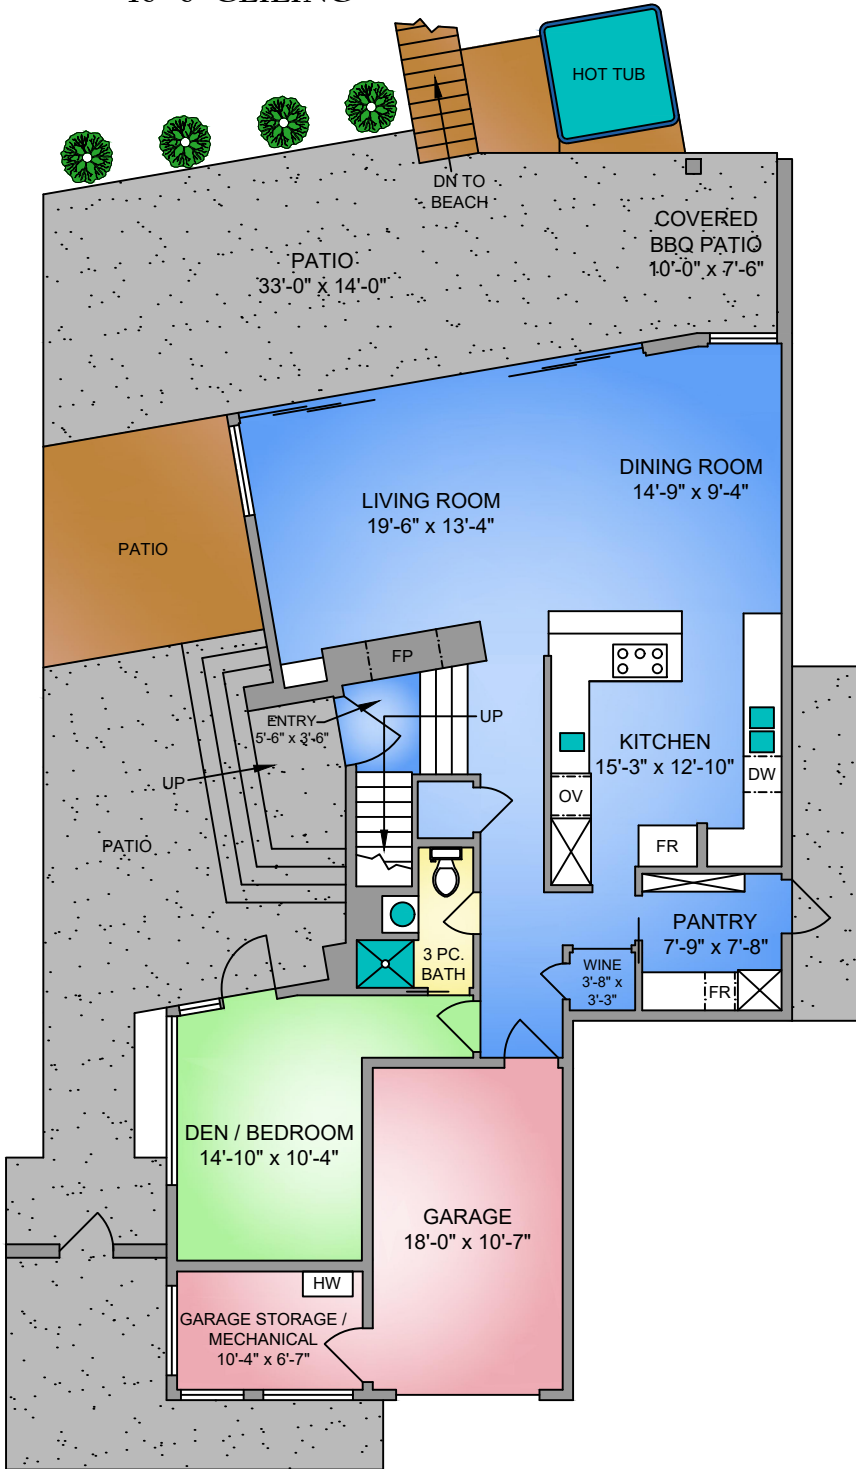 HOT TUB
DN TO
BEACH
COVERED
BBQ PATIO
10'-0" x 7'-6"
PATIO
33'-0" x 14'-0"
DINING ROOM
14'-9" x 9'-4"
LIVING ROOM
19'-6" x 13'-4"
PATIO
FP
ENTRY
5'-6" x 3'-6"
UP
UP
KITCHEN
15'-3" x 12'-10"
DW
OV
PATIO
FR
PANTRY
7'-9" x 7'-8"
3 PC.
BATH
WINE
3'-8" x
3'-3"
FR
DEN / BEDROOM
14'-10" x 10'-4"
GARAGE
18'-0" x 10'-7"
HW
GARAGE STORAGE /
MECHANICAL
10'-4" x 6'-7"